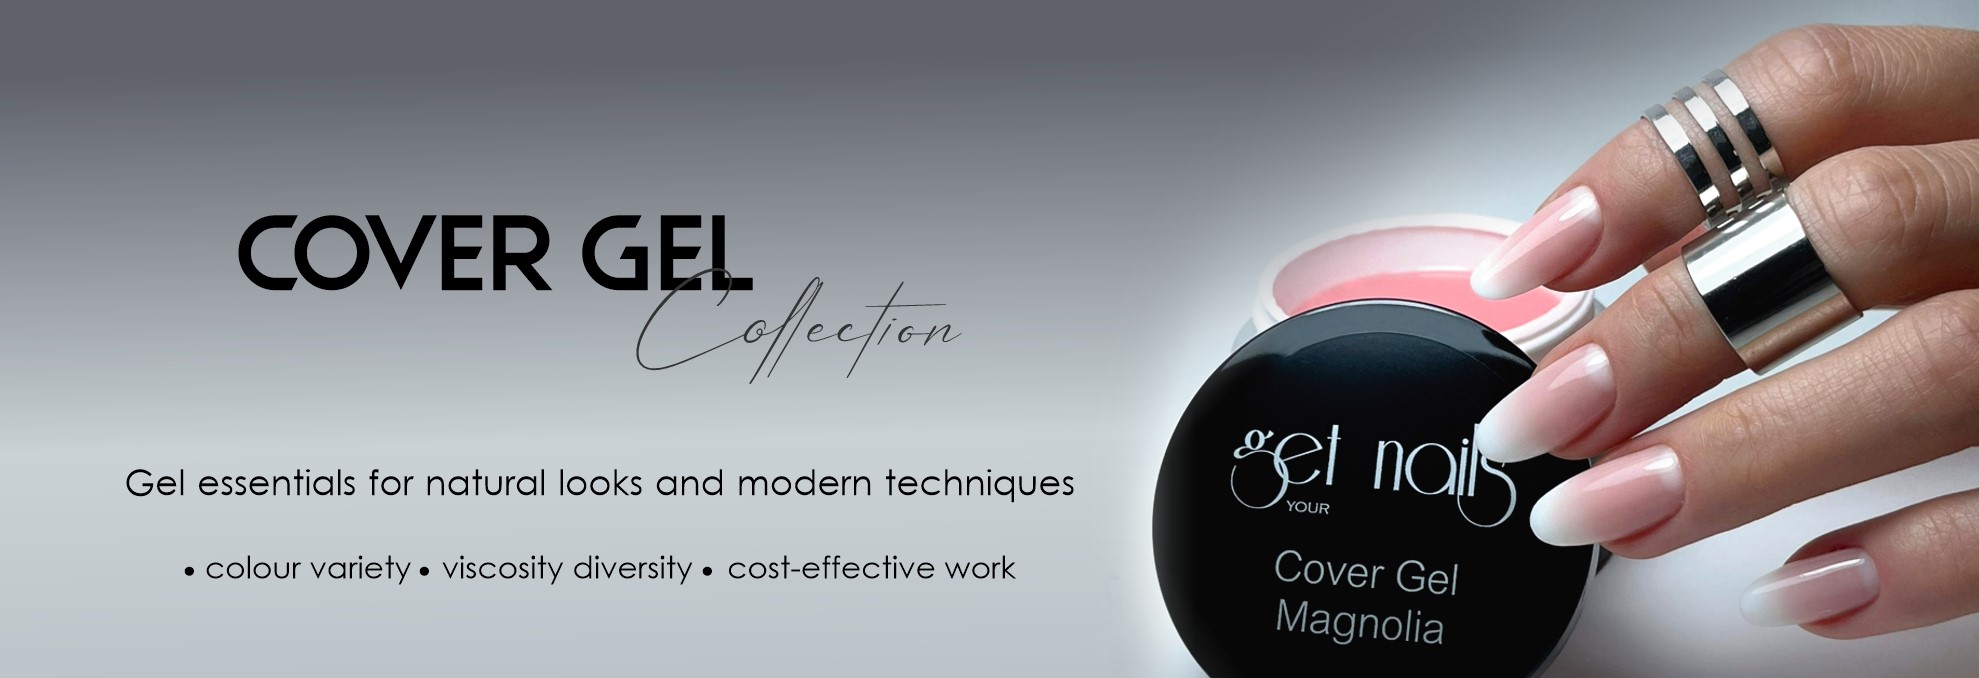 COVER GEL
Collection
Gel essentials for natural looks and modern techniques
• colour variety • viscosity diversity • cost-effective work
get nails
YOUR
Cover Gel
Magnolia